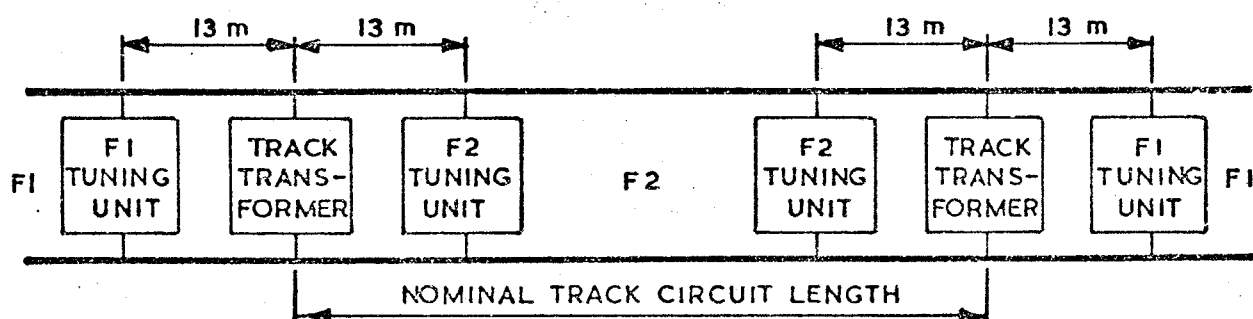 13 m 13 m 13 m 13 m
F1
F1
TUNING
UNIT
TRACK
TRANS-
FORMER
F2
TUNING
UNIT
F2
F2
TUNING
UNIT
TRACK
TRANS-
FORMER
F1
TUNING
UNIT
F1
NOMINAL TRACK CIRCUIT LENGTH